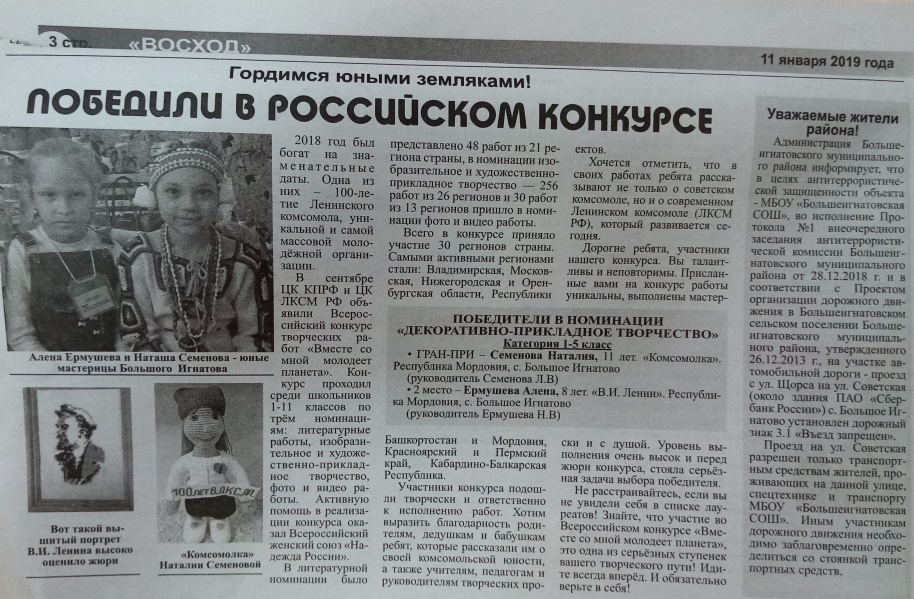 3 стр.
«ВОСХОД»
11 января 2019 года
Гордимся юными земляками!
ПОБЕДИЛИ В РОССИЙСКОМ КОНКУРСЕ
Алена Ермушева и Наташа Семенова - юные
мастерицы Большого Игнатова
Вот такой вы-
шитый портрет
В.И. Ленина высоко
оценило жюри
100 ЛЕТ ВЛКСМ
«Комсомолка»
Наталии Семеновой
2018 год был
богат на зна-
менательные
даты. Одна из
них – 100-ле-
тие Ленинского
комсомола, уни-
кальной и самой
массовой моло-
дёжной органи-
зации.
В сентябре
ЦК КПРФ и ЦК
ЛКСМ РФ объ-
явили Всерос-
сийский конкурс
творческих ра-
бот «Вместе со
мной молодеет
планета». Кон-
курс проходил
среди школьников
1-11 классов по
трём номинаци-
ям: литературные
работы, изобрази-
тельное и художе-
ственно-приклад-
ное творчество,
фото и видео ра-
боты. Активную
помощь в реализа-
ции конкурса ока-
зал Всероссийский
женский союз «На-
дежда России».
В литературной
номинации было
представлено 48 работ из 21 ре-
гиона страны, в номинации изо-
бразительное и художественно-
прикладное творчество — 256
работ из 26 регионов и 30 работ
из 13 регионов пришло в номи-
нации фото и видео работы.
Всего в конкурсе приняло
участие 30 регионов страны.
Самыми активными регионами
стали: Владимирская, Москов-
ская, Нижегородская и Орен-
бургская области, Республики
ПОБЕДИТЕЛИ В НОМИНАЦИИ
«ДЕКОРАТИВНО-ПРИКЛАДНОЕ ТВОРЧЕСТВО»
Категория 1-5 класс
• ГРАН-ПРИ – Семенова Наталия, 11 лет. «Комсомолка».
Республика Мордовия, с. Большое Игнатово
(руководитель Семенова Л.В)
• 2 место – Ермушева Алена, 8 лет. «В.И. Ленин». Республи-
ка Мордовия, с. Большое Игнатово
(руководитель Ермушева Н.В)
Башкортостан и Мордовия,
Красноярский и Пермский
край, Кабардино-Балкарская
Республика.
Участники конкурса подош-
ли творчески и ответственно
к исполнению работ. Хотим
выразить благодарность роди-
телям, дедушкам и бабушкам
ребят, которые рассказали им о
своей комсомольской юности,
а также учителям, педагогам и
руководителям творческих про-
ектов.
Хочется отметить, что в
своих работах ребята расска-
зывают не только о советском
комсомоле, но и о современном
Ленинском комсомоле (ЛКСМ
РФ), который развивается се-
годня.
Дорогие ребята, участники
нашего конкурса. Вы талант-
ливы и неповторимы. Прислан-
ные вами на конкурс работы
уникальны, выполнены мастер-
ски и с душой. Уровень вы-
полнения очень высок и перед
жюри конкурса, стояла серьёз-
ная задача выбора победителя.
Не расстраивайтесь, если вы
не увидели себя в списке лау-
реатов! Знайте, что участие во
Всероссийском конкурсе «Вме-
сте со мной молодеет планета»,
это одна из серьёзных ступенек
вашего творческого пути! Иди-
те всегда вперёд. И обязательно
верьте в себя!
Уважаемые жители
района!
Администрация Больше-
игнатовского муниципально-
го района информирует, что
в целях антитеррористиче-
ской защищенности объекта
- МБОУ «Большеигнатовская
СОШ», во исполнение Про-
токола №1 внеочередного
заседания антитеррористи-
ческой комиссии Большеиг-
натовского муниципального
района от 28.12.2018 г. и в
соответствии с Проектом
организации дорожного дви-
жения в Большеигнатовском
сельском поселении Больше-
игнатовского муниципально-
го района, утвержденного
26.12.2013 г., на участке ав-
томобильной дороги - проезд
с ул. Щорса на ул. Советская
(около здания ПАО «Сбер-
банк России») с. Большое Иг-
натово установлен дорожный
знак 3.1 «Въезд запрещен».
Проезд на ул. Советская
разрешен только транспорт-
ным средствам жителей, про-
живающих на данной улице,
спецтехнике и транспорту
МБОУ «Большеигнатовская
СОШ». Иным участникам
дорожного движения необхо-
димо заблаговременно опре-
делиться со стоянкой тран-
спортных средств.